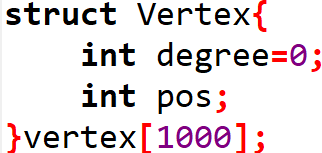 struct Vertex{
    int degree=0;
    int pos;
}vertex[1000];